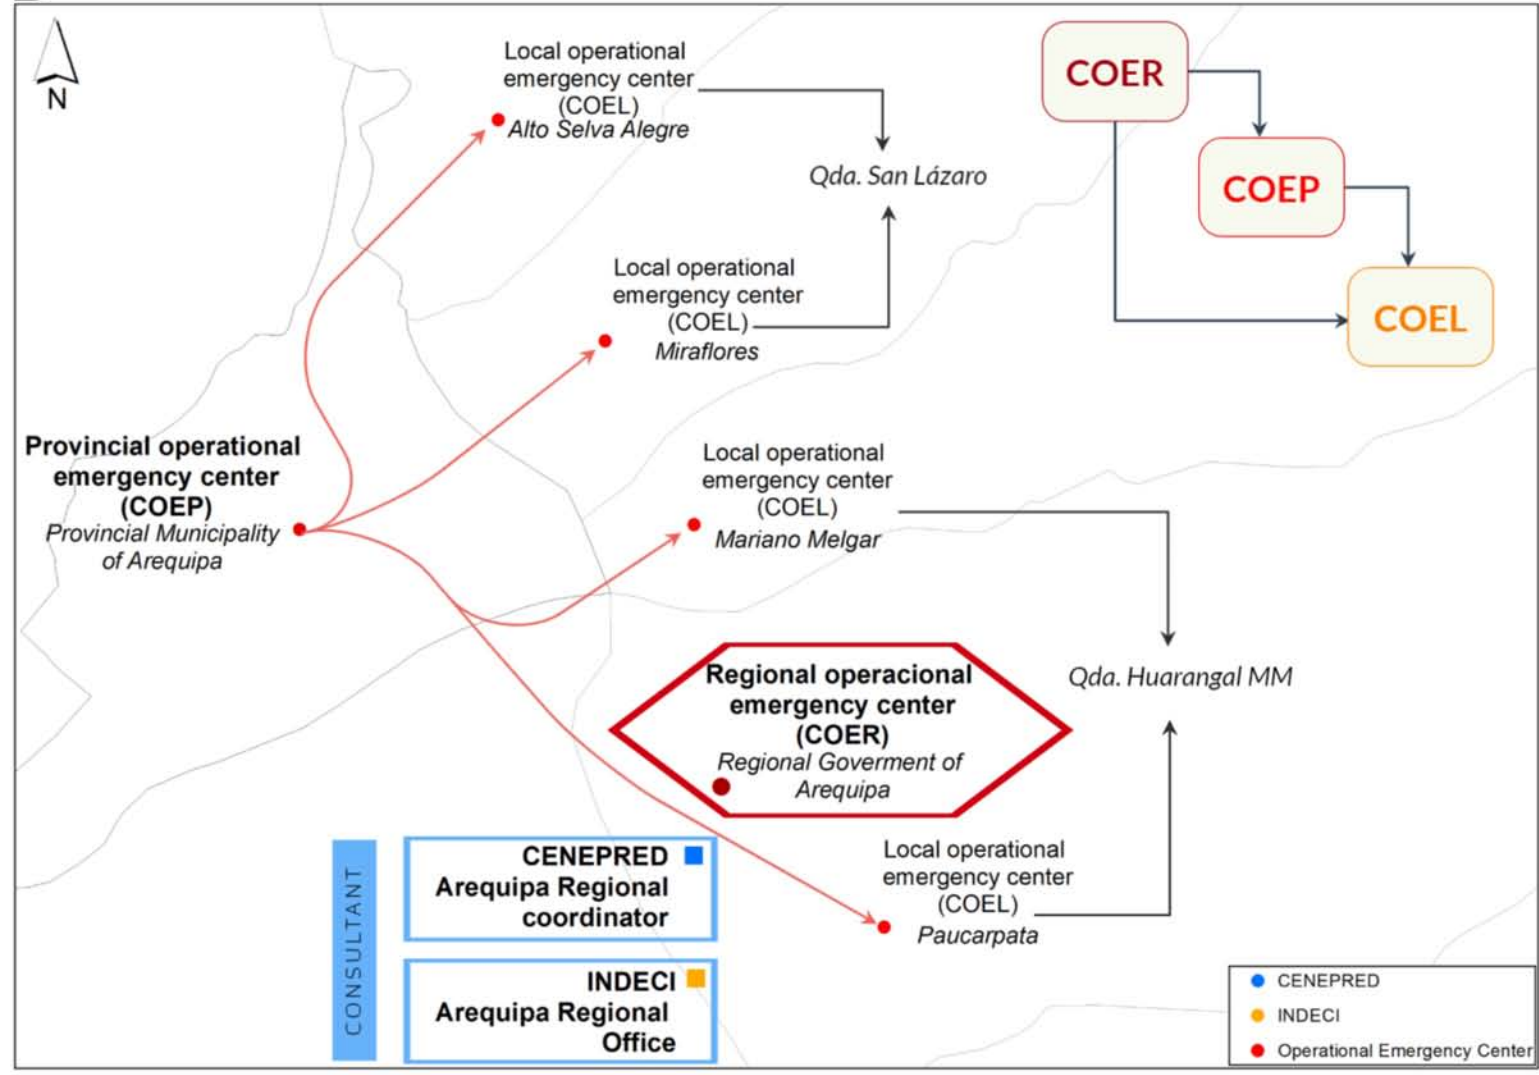 N
Local operational
emergency center
(COEL)
Alto Selva Alegre
Qda. San Lázaro
COER
COEP
COEL
Local operational
emergency center
(COEL)
Miraflores
Provincial operational
emergency center
(COEP)
Provincial Municipality
of Arequipa
Local operational
emergency center
(COEL)
Mariano Melgar
Regional operacional
emergency center
(COER)
Regional Goverment of
Arequipa
Qda. Huarangal MM
Local operational
emergency center
(COEL)
Paucarpata
CONSULTANT
CENEPRED
Arequipa Regional
coordinator
INDECI
Arequipa Regional
Office
CENEPRED
INDECI
Operational Emergency Center